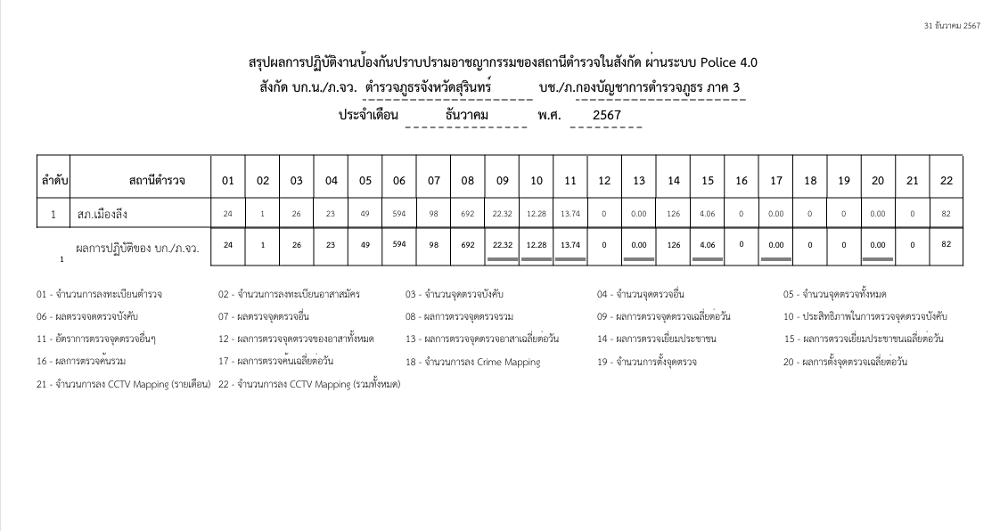 31 ธันวาคม 2567
สรุปผลการปฏิบัติงานป้องกันปราบปรามอาชญากรรมของสถานีตำรวจในสังกัด ผ่านระบบ Police 4.0
สังกัด บก.น./ภ.จว. ตำรวจภูธรจังหวัดสุรินทร์ บช./ภ.กองบัญชาการตำรวจภูธร ภาค 3
ประจำเดือน ธันวาคม พ.ศ. 2567
ลำดับ สถานีตำรวจ 01 02 03 04 05 06 07 08 09 10 11 12 13 14 15 16 17 18 19 20 21 22
1 สภ.เมืองลีง 24 1 26 23 49 594 98 692 22.32 12.28 13.74 0 0.00 126 4.06 0 0.00 0 0 0.00 0 82
1 ผลการปฏิบัติของ บก./ภ.จว. 24 1 26 23 49 594 98 692 22.32 12.28 13.74 0 0.00 126 4.06 0 0.00 0 0 0.00 0 82
01 - จำนวนการลงทะเบียนตำรวจ 02 - จำนวนการลงทะเบียนอาสาสมัคร 03 - จำนวนจุดตรวจบังคับ 04 - จำนวนจุดตรวจอื่น 05 - จำนวนจุดตรวจทั้งหมด
06 - ผลตรวจจดตรวจบังคับ 07 - ผลตรวจจุดตรวจอื่น 08 - ผลการตรวจจุดตรวจรวม 09 - ผลการตรวจจุดตรวจเฉลี่ยต่อวัน 10 - ประสิทธิภาพในการตรวจจุดตรวจบังคับ
11 - อัตราการตรวจจุดตรวจอื่นๆ 12 - ผลการตรวจจุดตรวจของอาสาทั้งหมด 13 - ผลการตรวจจุดตรวจอาสาเฉลี่ยต่อวัน 14 - ผลการตรวจเยี่ยมประชาชน 15 - ผลการตรวจเยี่ยมประชาชนเฉลี่ยต่อวัน
16 - ผลการตรวจค้นรวม 17 - ผลการตรวจค้นเฉลี่ยต่อวัน 18 - จำนวนการลง Crime Mapping 19 - จำนวนการตั้งจุดตรวจ 20 - ผลการตั้งจุดตรวจเฉลี่ยต่อวัน
21 - จำนวนการลง CCTV Mapping (รายเดือน) 22 - จำนวนการลง CCTV Mapping (รวมทั้งหมด)